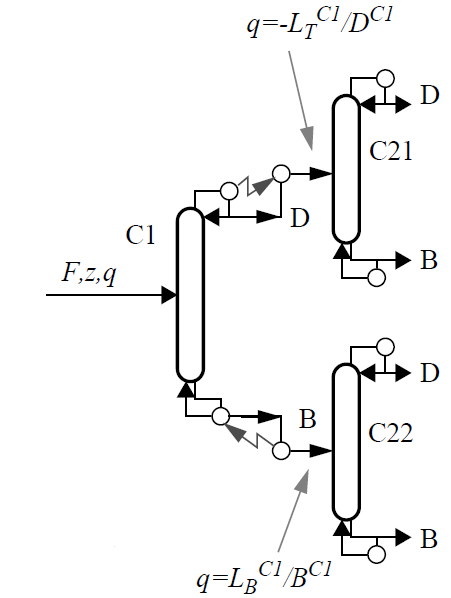 q=-L_T^C1/D^C1
D
C21
C1
D
F,z,q
B
B
D
C22
B
q=L_B^C1/B^C1